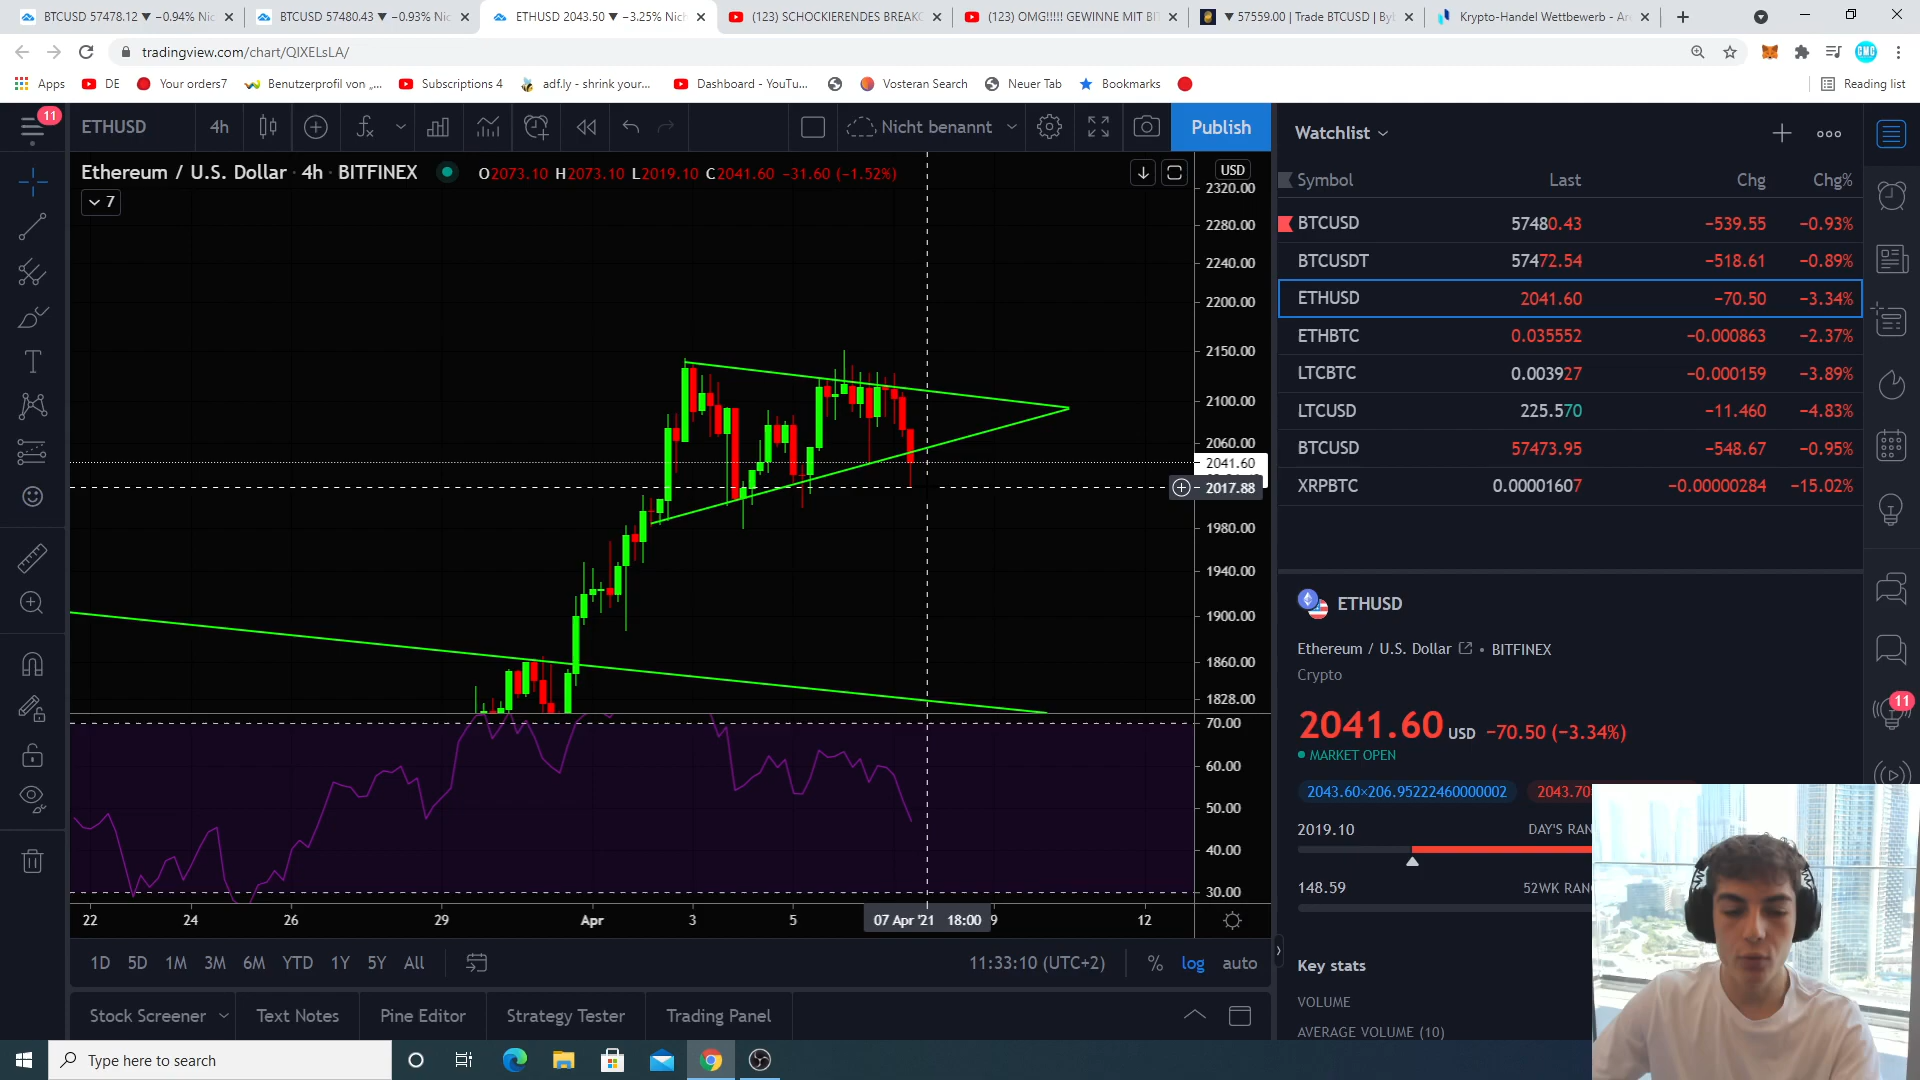 BTCUSD 57478.12 ▼ −0.94% Nic
BTCUSD 57480.43 ▼ −0.93% Nic
ETHUSD 2043.50 ▼ −3.25% Nich
(123) SCHOCKIERENDES BREAKO
(123) OMG!!!!! GEWINNE MIT BI
▼ 57559.00 | Trade BTCUSD | Byb
Krypto-Handel Wettbewerb - An
tradingview.com/chart/QIXELsLA/
Apps
DE
Your orders7
Benutzerprofil von „...
Subscriptions 4
adf.ly - shrink your...
Dashboard - YouTu...
Vosteran Search
Neuer Tab
Bookmarks
Reading list
11
ETHUSD
4h
Nicht benannt
Publish
Ethereum / U.S. Dollar · 4h · BITFINEX
O2073.10 H2073.10 L2019.10 C2041.60 −31.60 (−1.52%)
7
USD
2320.00
2280.00
2240.00
2200.00
2150.00
2100.00
2060.00
2041.60
2017.88
1980.00
1940.00
1900.00
1860.00
1828.00
70.00
60.00
50.00
40.00
30.00
22
24
26
29
Apr
3
5
07 Apr '21 18:00
9
12
1D 5D 1M 3M 6M YTD 1Y 5Y All
11:33:10 (UTC+2)
%
log
auto
Stock Screener
Text Notes
Pine Editor
Strategy Tester
Trading Panel
Watchlist
Symbol Last Chg Chg%
BTCUSD 57480.43 −539.55 −0.93%
BTCUSDT 57472.54 −518.61 −0.89%
ETHUSD 2041.60 −70.50 −3.34%
ETHBTC 0.035552 −0.000863 −2.37%
LTCBTC 0.003927 −0.000159 −3.89%
LTCUSD 225.570 −11.460 −4.83%
BTCUSD 57473.95 −548.67 −0.95%
XRPBTC 0.00001607 −0.00000284 −15.02%
ETHUSD
Ethereum / U.S. Dollar • BITFINEX
Crypto
2041.60 USD −70.50 (−3.34%)
MARKET OPEN
2043.60×206.95222460000002
2043.70
2019.10 DAY'S RAN
148.59 52WK RAN
Key stats
VOLUME
AVERAGE VOLUME (10)
11
Type here to search